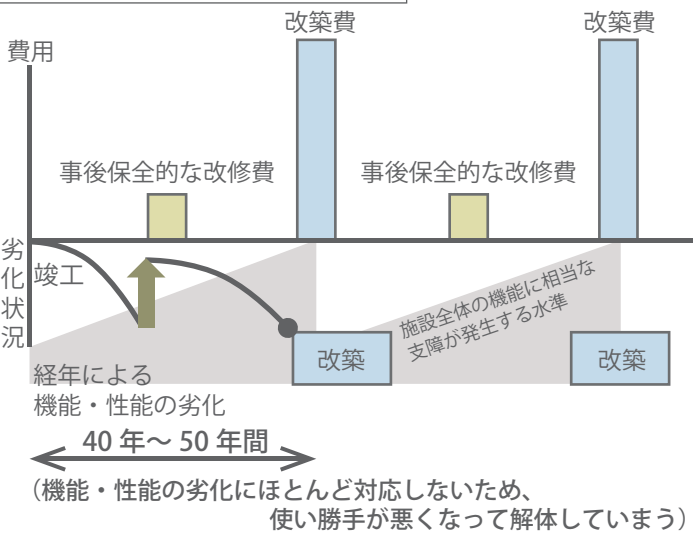 改築費
改築費
費用
事後保全的な改修費
事後保全的な改修費
劣化状況
竣工
施設全体の機能に相当な
支障が発生する水準
改築
改築
経年による
機能・性能の劣化
40 年～ 50 年間
（機能・性能の劣化にほとんど対応しないため、
使い勝手が悪くなって解体していまう）